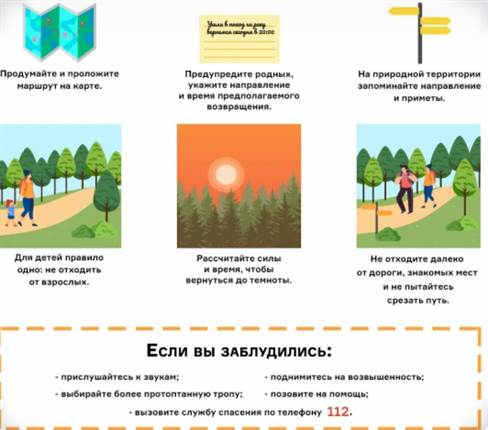 Ушли в поход на гору
вернемся сегодня в 20:00
Продумайте и проложите
маршрут на карте.
Предупредите родных,
укажите направление
и время предполагаемого
возвращения.
На природной территории
запоминайте направление
и приметы.
Для детей правило
одно: не отходить
от взрослых.
Рассчитайте силы
и время, чтобы
вернуться до темноты.
Не отходите далеко
от дороги, знакомых мест
и не пытайтесь
срезать путь.
Если вы заблудились:
- прислушайтесь к звукам;
- поднимитесь на возвышенность;
- выбирайте более протоптанную тропу;
- позовите на помощь;
- вызовите службу спасения по телефону 112.